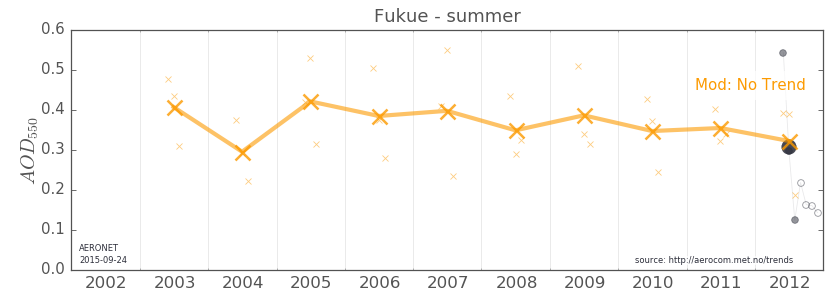 Fukue - summer
0.6
0.5
0.4
0.3
0.2
0.1
0.0
AOD550
Mod: No Trend
AERONET
2015-09-24
source: http://aerocom.met.no/trends
2002 2003 2004 2005 2006 2007 2008 2009 2010 2011 2012